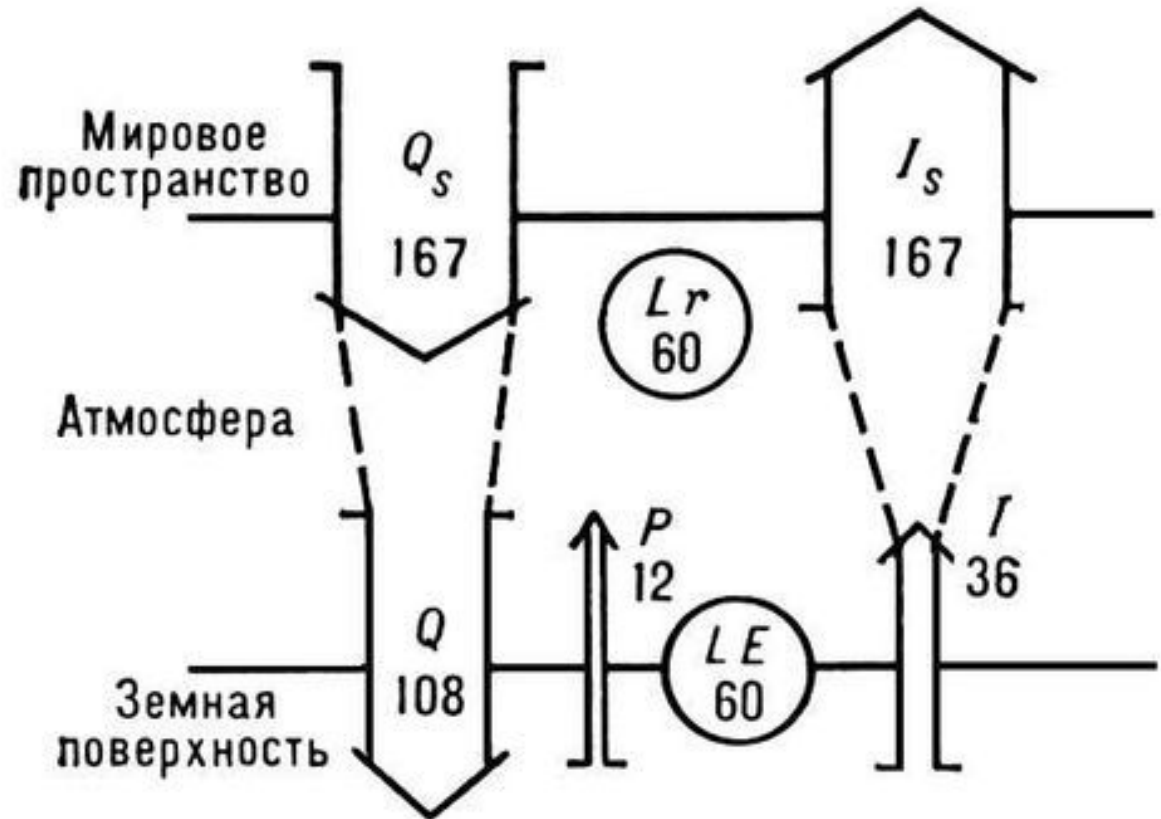 Мировое
пространство
Qs
167
Is
167
Lr
60
Атмосфера
P
12
I
36
Q
108
LE
60
Земная
поверхность